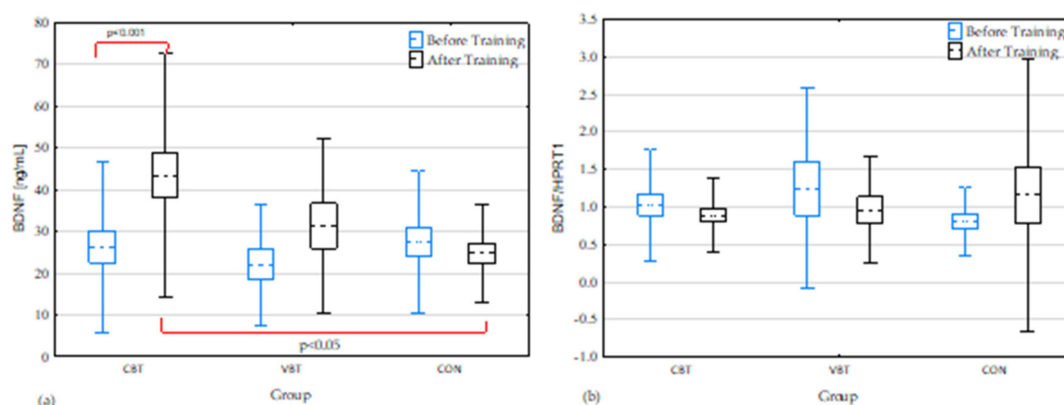 p<0.001
Before Training
After Training
BDNF [ng/mL]
80
70
60
50
40
30
20
10
0
p<0.05
CBT
VBT
CON
Group
(a)
Before Training
After Training
BDNF/HPRT1
3.5
3.0
2.5
2.0
1.5
1.0
0.5
0.0
-0.5
-1.0
CBT
VBT
CON
Group
(b)